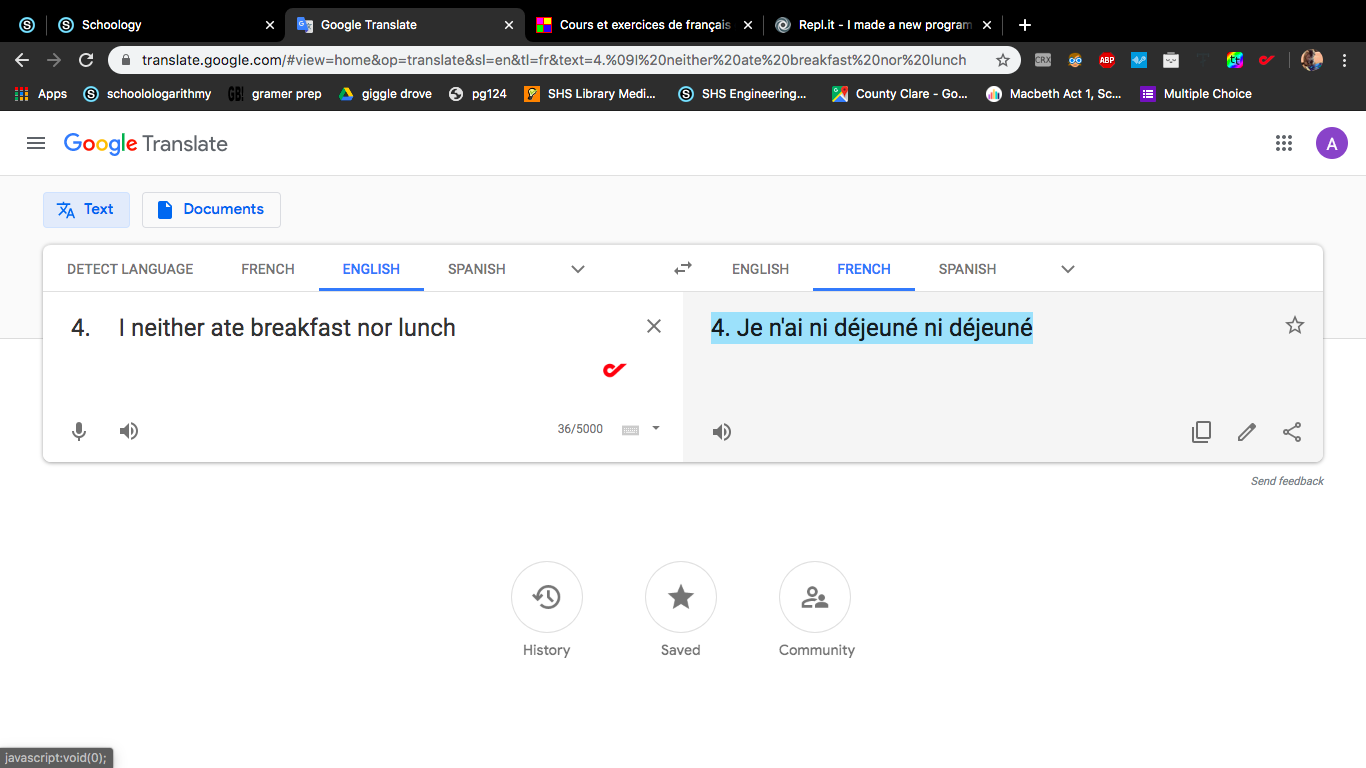 Schoology
Google Translate
Cours et exercices de français
Repl.it - I made a new program
translate.google.com/#view=home&op=translate&sl=en&tl=fr&text=4.%09I%20neither%20ate%20breakfast%20nor%20lunch
CRX
ABP
Apps
schoolologarithmy
GB!
gramer prep
giggle drove
pg124
SHS Library Medi...
SHS Engineering...
County Clare - Go...
Macbeth Act 1, Sc...
Multiple Choice
Google Translate
A
Text
Documents
DETECT LANGUAGE
FRENCH
ENGLISH
SPANISH
ENGLISH
FRENCH
SPANISH
4. I neither ate breakfast nor lunch
4. Je n'ai ni déjeuné ni déjeuné
36/5000
Send feedback
History
Saved
Community
javascript:void(0);